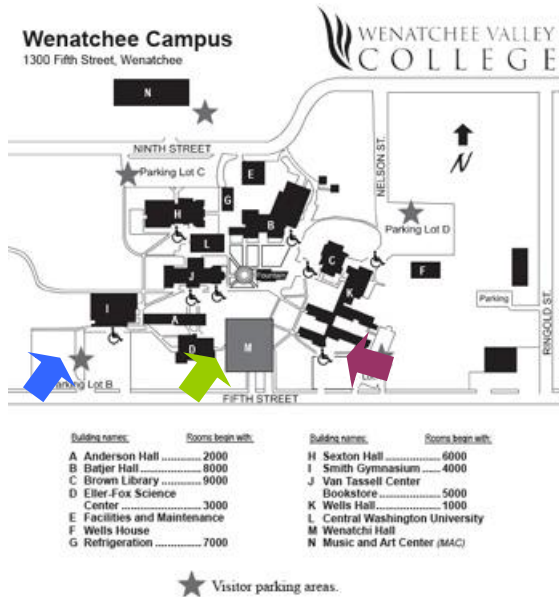 Wenatchee Campus
1300 Fifth Street, Wenatchee
WENATCHEE VALLEY
COLLEGE
N
NINTH STREET
Parking Lot C
E
G
H
B
L
NELSON ST.
N
Parking Lot D
C
F
J
Fountain
K
Parking
I
A
D
M
RINGOLD ST.
Parking Lot B
FIFTH STREET
Building names: Rooms begin with:
A Anderson Hall ............ 2000
B Batjer Hall ................. 8000
C Brown Library ............ 9000
D Eller-Fox Science
Center ..................... 3000
E Facilities and Maintenance
F Wells House
G Refrigeration .............. 7000
Building names: Rooms begin with:
H Sexton Hall ............... 6000
I Smith Gymnasium ..... 4000
J Van Tassell Center
Bookstore ................ 5000
K Wells Hall ................. 1000
L Central Washington University
M Wenatchi Hall
N Music and Art Center (MAC)
Visitor parking areas.